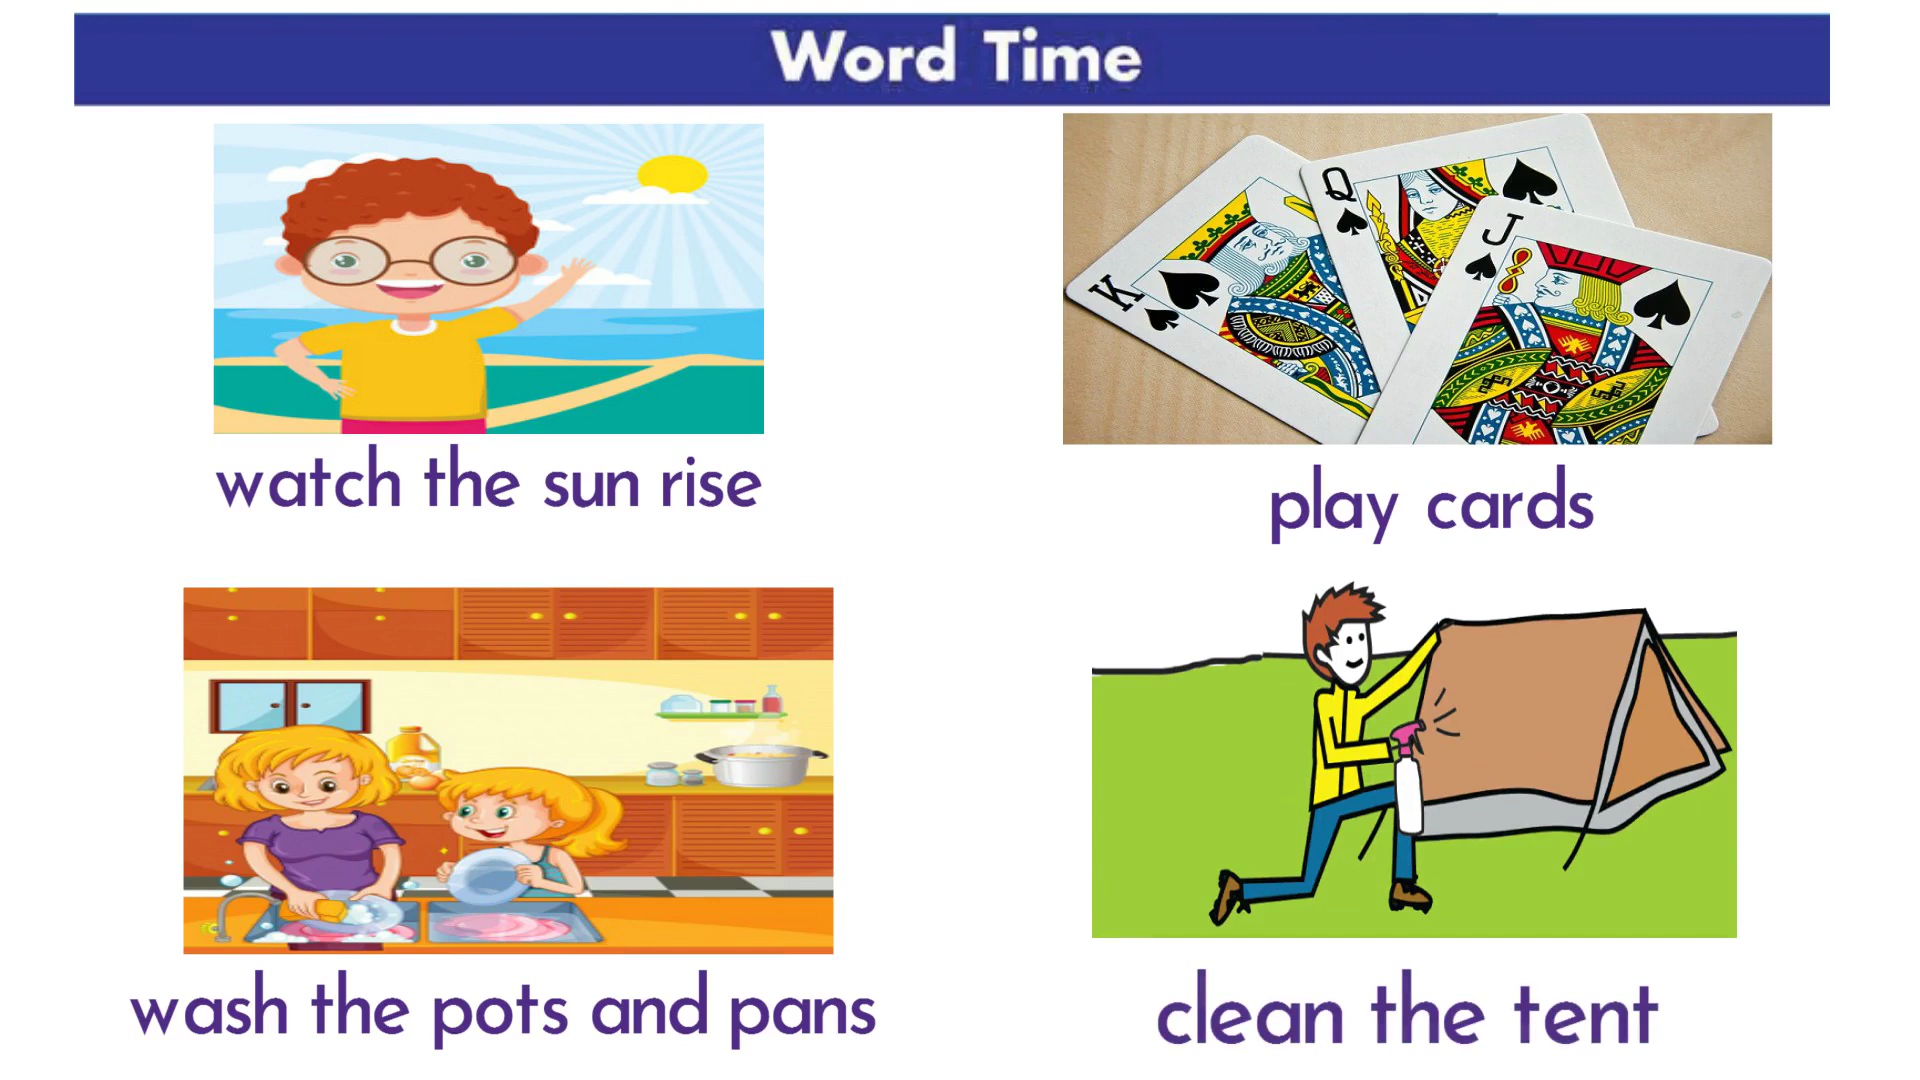 Word Time
K
Q
J
watch the sun rise
play cards
wash the pots and pans
clean the tent